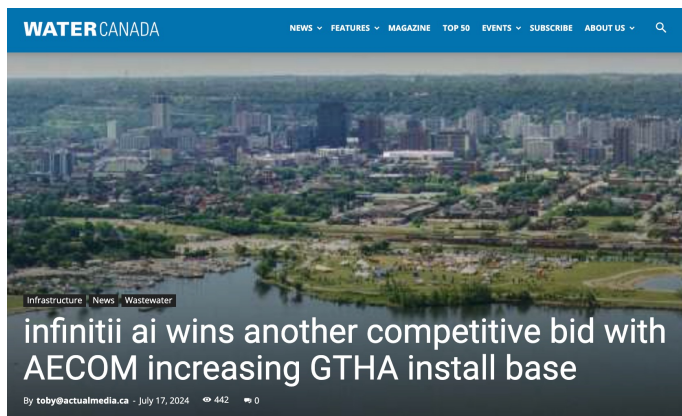 WATER CANADA NEWS FEATURES MAGAZINE TOP 50 EVENTS SUBSCRIBE ABOUT US
Infrastructure News Wastewater
infinitii ai wins another competitive bid with
AECOM increasing GTHA install base
By toby@actualmedia.ca - July 17, 2024 442 0